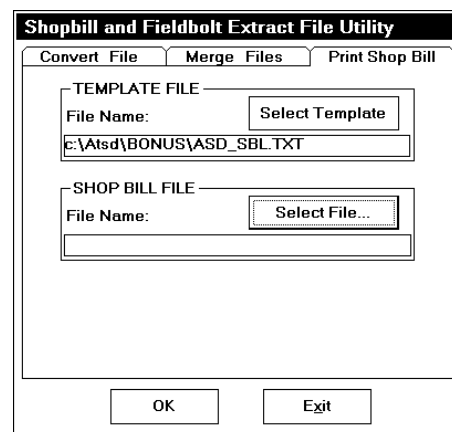 Shopbill and Fieldbolt Extract File Utility
Convert File Merge Files Print Shop Bill
TEMPLATE FILE
File Name: Select Template
c:\Atsd\BONUS\ASD_SBL.TXT
SHOP BILL FILE
File Name: Select File...
OK Exit